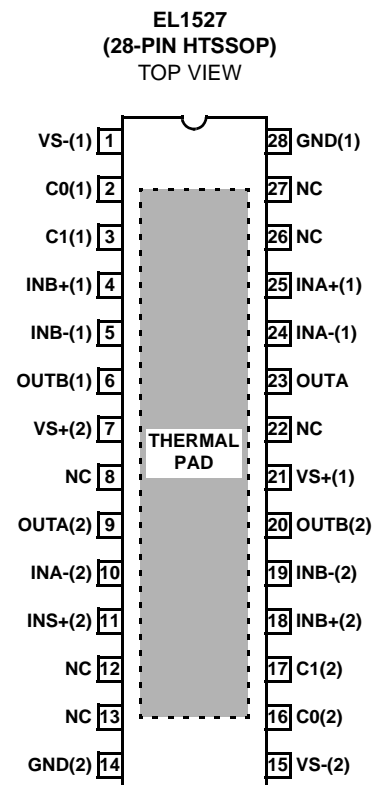 EL1527
(28-PIN HTSSOP)
TOP VIEW
VS-(1) 1 28 GND(1)
C0(1) 2 27 NC
C1(1) 3 26 NC
INB+(1) 4 25 INA+(1)
INB-(1) 5 24 INA-(1)
OUTB(1) 6 23 OUTA
VS+(2) 7 22 NC
THERMAL
PAD
NC 8 21 VS+(1)
OUTA(2) 9 20 OUTB(2)
INA-(2) 10 19 INB-(2)
INS+(2) 11 18 INB+(2)
NC 12 17 C1(2)
NC 13 16 C0(2)
GND(2) 14 15 VS-(2)